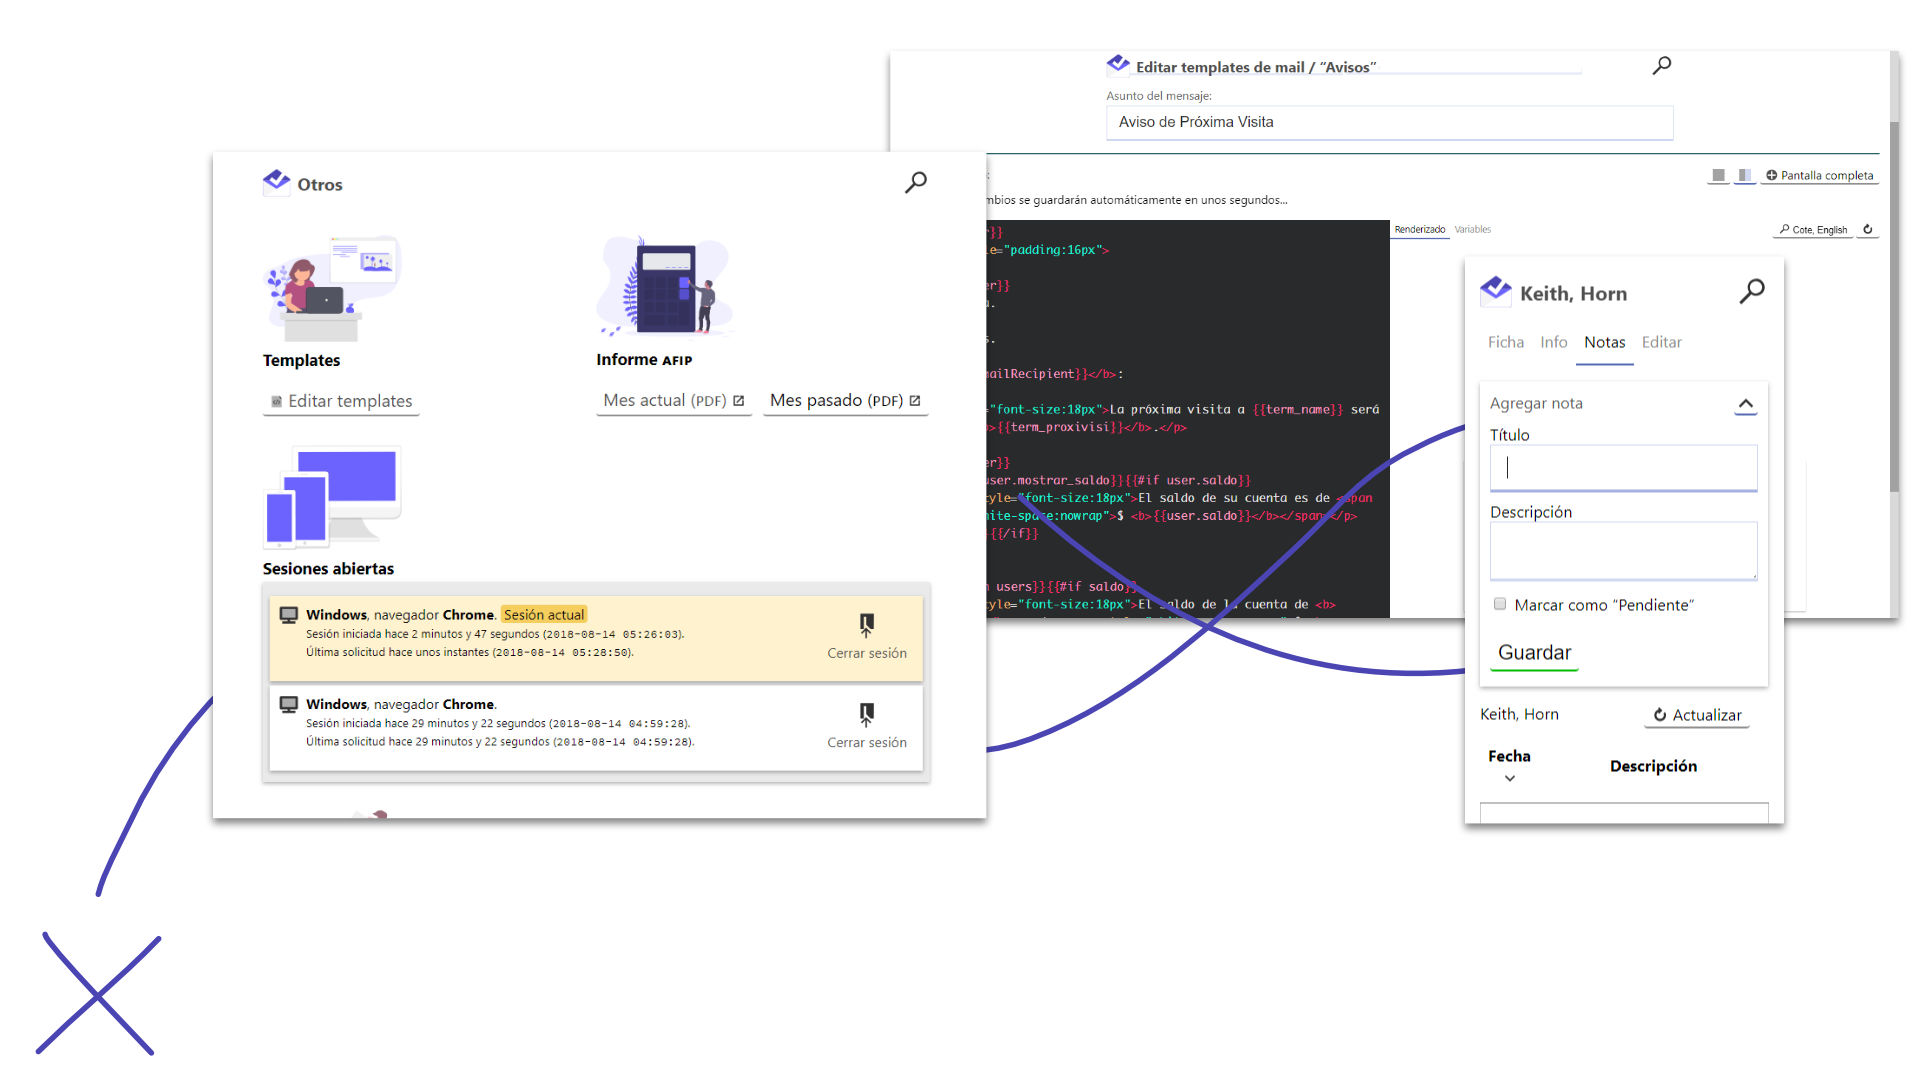 Otros
Templates
Editar templates
Informe AFIP
Mes actual (PDF)
Mes pasado (PDF)
Sesiones abiertas
Windows, navegador Chrome. Sesión actual
Sesión iniciada hace 2 minutos y 47 segundos (2018-08-14 05:26:03).
Última solicitud hace unos instantes (2018-08-14 05:28:50).
Cerrar sesión
Windows, navegador Chrome.
Sesión iniciada hace 29 minutos y 22 segundos (2018-08-14 04:59:28).
Última solicitud hace 29 minutos y 22 segundos (2018-08-14 04:59:28).
Cerrar sesión
Editar templates de mail / “Avisos”
Asunto del mensaje:
Aviso de Próxima Visita
Pantalla completa
mbios se guardarán automáticamente en unos segundos...
Renderizado Variables
Cote, English
r}}
e="padding:16px">
er}}
a.
s.
mailRecipient}}</b>:
="font-size:18px">La próxima visita a {{term_name}} será
>{{term_proxivisi}}</b>.</p>
er}}
user.mostrar_saldo}}{{#if user.saldo}}
tyle="font-size:18px">El saldo de su cuenta es de <span
hite-space:nowrap">$ <b>{{user.saldo}}</b></span></p>
{{/if}}
n users}}{{#if saldo}
tyle="font-size:18px">El saldo de la cuenta de <b>
Keith, Horn
Ficha Info Notas Editar
Agregar nota
Título
Descripción
Marcar como “Pendiente”
Guardar
Keith, Horn
Actualizar
Fecha
Descripción